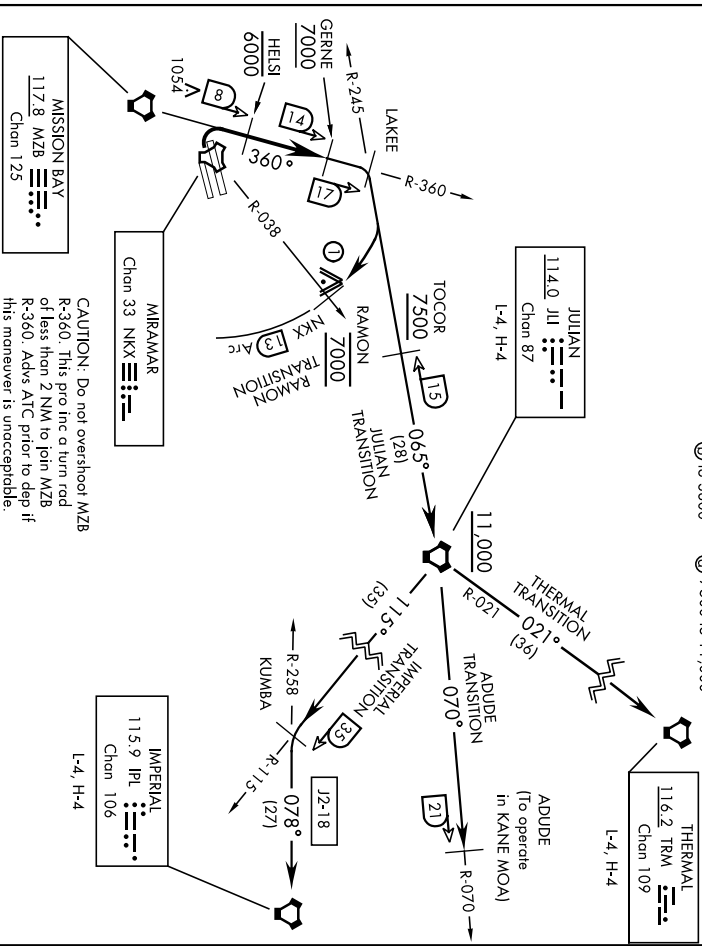 GERNE
7000
HELSI
6000
1054
8
14
17
R-245
LAKEE
R-360
360°
R-038
MISSION BAY
117.8 MZB
Chan 125
MIRAMAR
Chan 33 NKX
CAUTION: Do not overshoot MZB
R-360. This pro inc a turn rad
of less than 2 NM to join MZB
R-360. Advs ATC prior to dep if
this maneuver is unacceptable.
1
NKX
13 Arc
RAMON
7000
RAMON
TRANSITION
TOCOR
7500
15
065°
(28)
JULIAN
TRANSITION
JULIAN
114.0 JLI
Chan 87
L-4, H-4
11,000
THERMAL
TRANSITION
R-021
021°
(36)
THERMAL
116.2 TRM
Chan 109
L-4, H-4
ADUDE
TRANSITION
070°
21
ADUDE
(To operate
in KANE MOA)
R-070
115°
(35)
IMPERIAL
TRANSITION
35
R-258
KUMBA
R-115
J2-18
078°
(27)
IMPERIAL
115.9 IPL
Chan 106
L-4, H-4